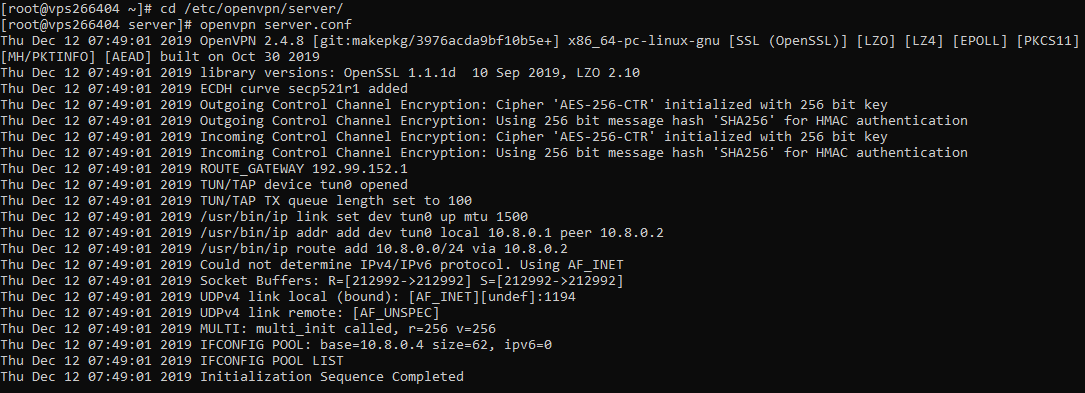 [root@vps266404 ~]# cd /etc/openvpn/server/
[root@vps266404 server]# openvpn server.conf
Thu Dec 12 07:49:01 2019 OpenVPN 2.4.8 [git:makepkg/3976acda9bf10b5e+] x86_64-pc-linux-gnu [SSL (OpenSSL)] [LZO] [LZ4] [EPOLL] [PKCS11]
[MH/PKTINFO] [AEAD] built on Oct 30 2019
Thu Dec 12 07:49:01 2019 library versions: OpenSSL 1.1.1d  10 Sep 2019, LZO 2.10
Thu Dec 12 07:49:01 2019 ECDH curve secp521r1 added
Thu Dec 12 07:49:01 2019 Outgoing Control Channel Encryption: Cipher 'AES-256-CTR' initialized with 256 bit key
Thu Dec 12 07:49:01 2019 Outgoing Control Channel Encryption: Using 256 bit message hash 'SHA256' for HMAC authentication
Thu Dec 12 07:49:01 2019 Incoming Control Channel Encryption: Cipher 'AES-256-CTR' initialized with 256 bit key
Thu Dec 12 07:49:01 2019 Incoming Control Channel Encryption: Using 256 bit message hash 'SHA256' for HMAC authentication
Thu Dec 12 07:49:01 2019 ROUTE_GATEWAY 192.99.152.1
Thu Dec 12 07:49:01 2019 TUN/TAP device tun0 opened
Thu Dec 12 07:49:01 2019 TUN/TAP TX queue length set to 100
Thu Dec 12 07:49:01 2019 /usr/bin/ip link set dev tun0 up mtu 1500
Thu Dec 12 07:49:01 2019 /usr/bin/ip addr add dev tun0 local 10.8.0.1 peer 10.8.0.2
Thu Dec 12 07:49:01 2019 /usr/bin/ip route add 10.8.0.0/24 via 10.8.0.2
Thu Dec 12 07:49:01 2019 Could not determine IPv4/IPv6 protocol. Using AF_INET
Thu Dec 12 07:49:01 2019 Socket Buffers: R=[212992->212992] S=[212992->212992]
Thu Dec 12 07:49:01 2019 UDPv4 link local (bound): [AF_INET][undef]:1194
Thu Dec 12 07:49:01 2019 UDPv4 link remote: [AF_UNSPEC]
Thu Dec 12 07:49:01 2019 MULTI: multi_init called, r=256 v=256
Thu Dec 12 07:49:01 2019 IFCONFIG POOL: base=10.8.0.4 size=62, ipv6=0
Thu Dec 12 07:49:01 2019 IFCONFIG POOL LIST
Thu Dec 12 07:49:01 2019 Initialization Sequence Completed